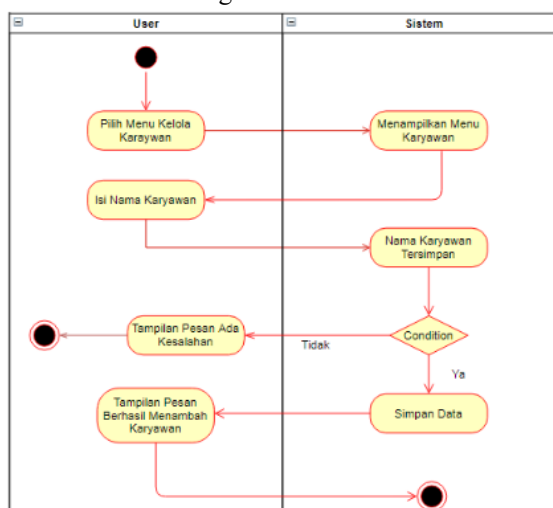 User
Sistem
Pilih Menu Kelola
Karaywan
Menampilkan Menu
Karyawan
Isi Nama Karyawan
Nama Karyawan
Tersimpan
Tampilan Pesan Ada
Kesalahan
Tidak
Condition
Ya
Tampilan Pesan
Berhasil Menambah
Karyawan
Simpan Data